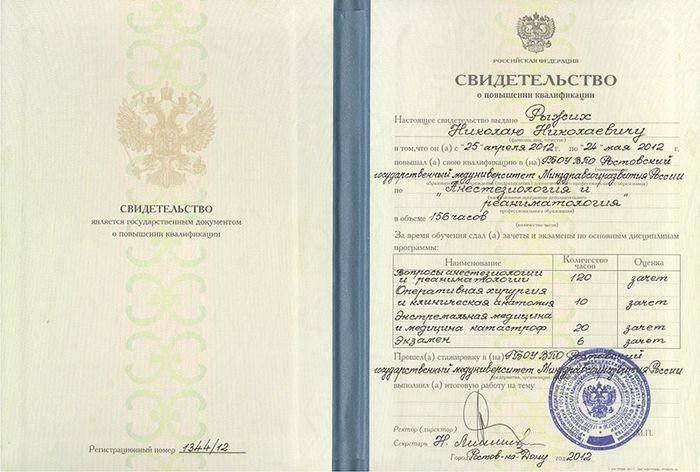 СВИДЕТЕЛЬСТВО
является государственным документом
о повышении квалификации
Регистрационный номер 1344/12
РОССИЙСКАЯ ФЕДЕРАЦИЯ
СВИДЕТЕЛЬСТВО
о повышении квалификации
Настоящее свидетельство выдано Рыжих
Николаю Николаевичу
(фамилия, имя, отчество)
в том, что он (а) с "25 апреля 2012 г. по "24" мая 2012 г.
повышал (а) свою квалификацию в (на) ГБОУ ВПО Ростовский
государственный медуниверситет Минздравсоцразвития России
по "Анестезиология и
реаниматология"
в объеме 156 часов
(количество часов)
За время обучения сдал (а) зачеты и экзамены по основным дисциплинам
программы:
Наименование Количество часов Оценка
Вопросы анестезиологии
и реаниматологии 120 зачет
Оперативная хирургия
и клиническая анатомия 10 зачет
Экстремальная медицина
и медицина катастроф 20 зачет
Экзамен 6 зачет
Прошел(а) стажировку в (на) ГБОУ ВПО Ростовский
государственный медуниверситет Минздравсоцразвития России
выполнил (а) итоговую работу на тему
Ректор (директор)
М.П.
Секретарь
Город Ростов-на-Дону год 2012